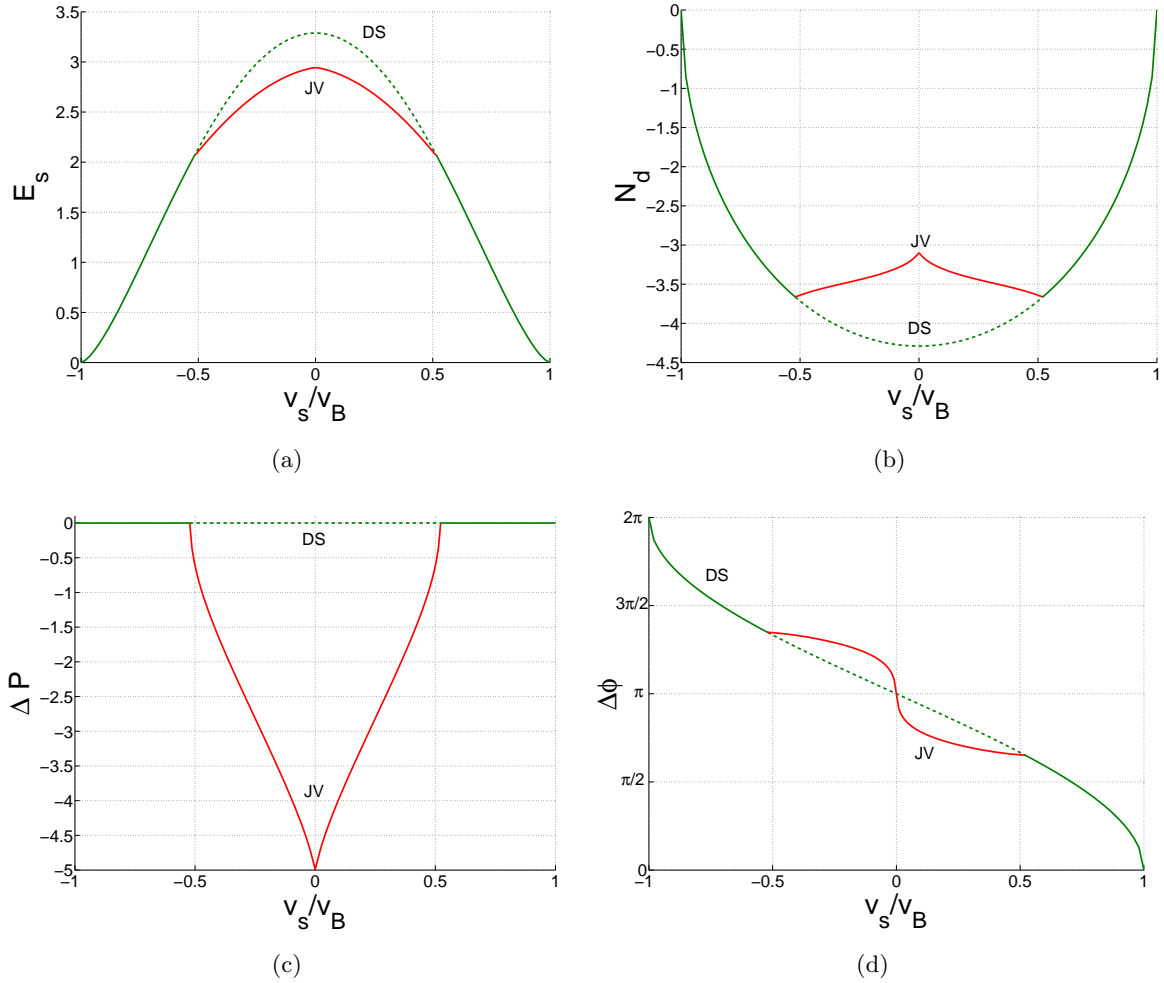 3.5
3
2.5
2
1.5
1
0.5
0
−1
−0.5
0
0.5
1
E_s
v_s/v_B
DS
JV
(a)
0
−0.5
−1
−1.5
−2
−2.5
−3
−3.5
−4
−4.5
−1
−0.5
0
0.5
1
N_d
v_s/v_B
JV
DS
(b)
0
−0.5
−1
−1.5
−2
−2.5
−3
−3.5
−4
−4.5
−5
−1
−0.5
0
0.5
1
Δ P
v_s/v_B
DS
JV
(c)
2π
3π/2
π
π/2
0
−1
−0.5
0
0.5
1
Δϕ
v_s/v_B
DS
JV
(d)